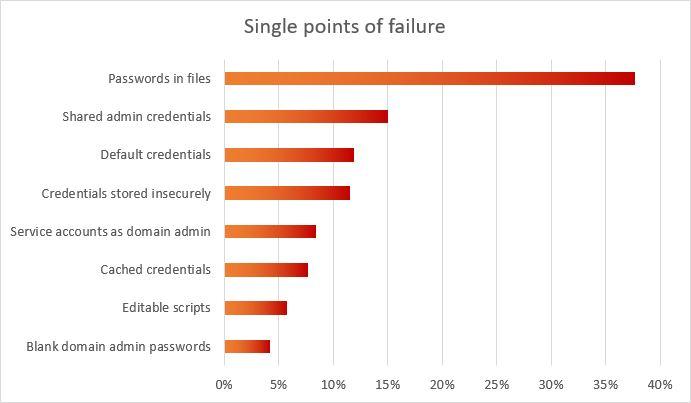 Single points of failure
Passwords in files
Shared admin credentials
Default credentials
Credentials stored insecurely
Service accounts as domain admin
Cached credentials
Editable scripts
Blank domain admin passwords
0% 5% 10% 15% 20% 25% 30% 35% 40%